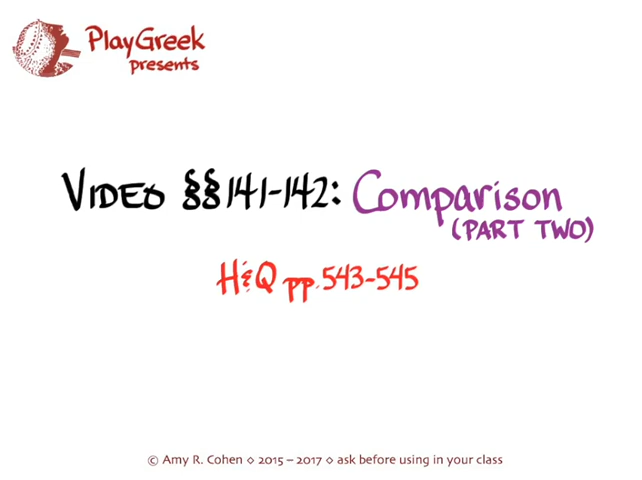 PlayGreek
presents
VIDEO §§141-142: Comparison
(PART TWO)
H&Q pp. 543-545
© Amy R. Cohen ◇ 2015 – 2017 ◇ ask before using in your class